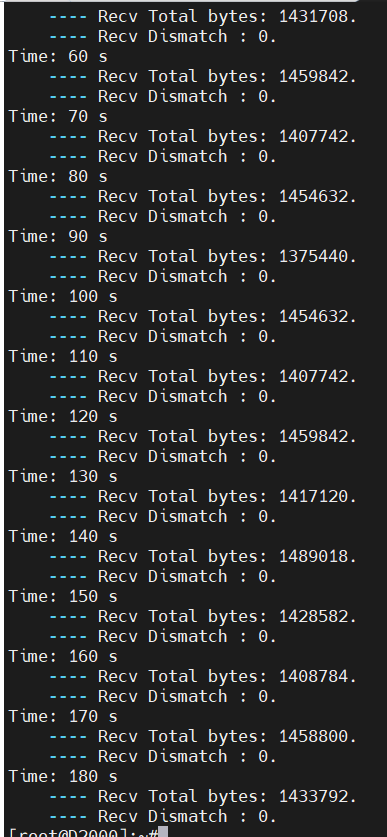 ---- Recv Total bytes: 1431708.
---- Recv Dismatch : 0.
Time: 60 s
---- Recv Total bytes: 1459842.
---- Recv Dismatch : 0.
Time: 70 s
---- Recv Total bytes: 1407742.
---- Recv Dismatch : 0.
Time: 80 s
---- Recv Total bytes: 1454632.
---- Recv Dismatch : 0.
Time: 90 s
---- Recv Total bytes: 1375440.
---- Recv Dismatch : 0.
Time: 100 s
---- Recv Total bytes: 1454632.
---- Recv Dismatch : 0.
Time: 110 s
---- Recv Total bytes: 1407742.
---- Recv Dismatch : 0.
Time: 120 s
---- Recv Total bytes: 1459842.
---- Recv Dismatch : 0.
Time: 130 s
---- Recv Total bytes: 1417120.
---- Recv Dismatch : 0.
Time: 140 s
---- Recv Total bytes: 1489018.
---- Recv Dismatch : 0.
Time: 150 s
---- Recv Total bytes: 1428582.
---- Recv Dismatch : 0.
Time: 160 s
---- Recv Total bytes: 1408784.
---- Recv Dismatch : 0.
Time: 170 s
---- Recv Total bytes: 1458800.
---- Recv Dismatch : 0.
Time: 180 s
---- Recv Total bytes: 1433792.
---- Recv Dismatch : 0.
[root@D2000]:~#